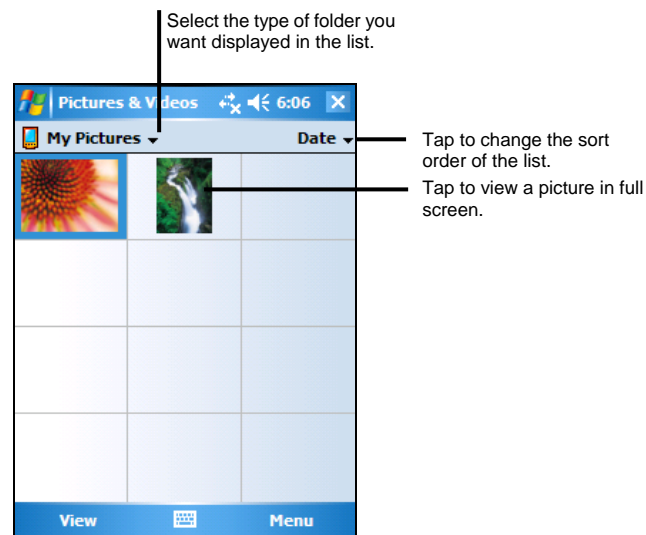 Select the type of folder you
want displayed in the list.
Pictures & Videos 6:06
My Pictures Date
Tap to change the sort
order of the list.
Tap to view a picture in full
screen.
View Menu